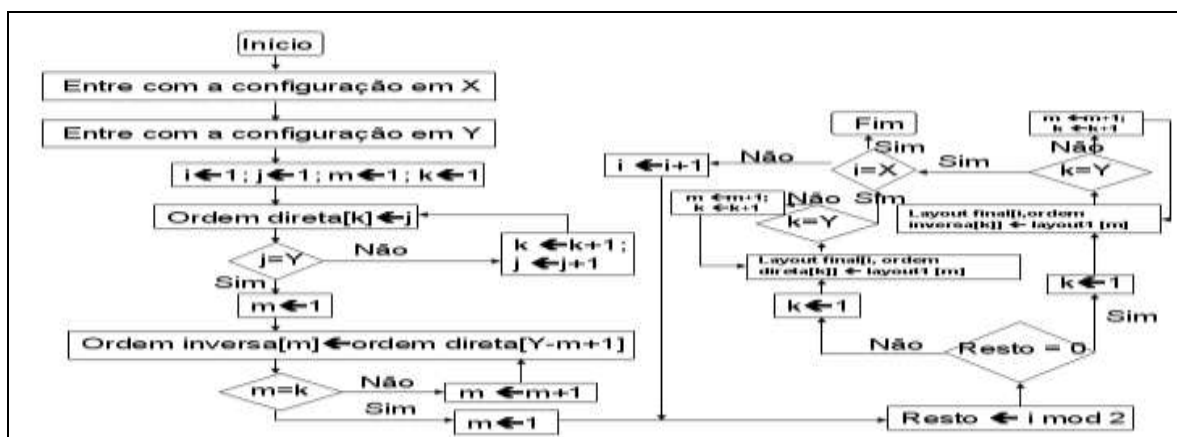 Início
Entre com a configuração em X
Entre com a configuração em Y
i←1; j←1; m←1; k←1
Ordem direta[k]←j
j=Y
Não
k ←k+1;
j ←j+1
Sim
m←1
Ordem inversa[m]←ordem direta[Y-m+1]
m=k
Não
m ←m+1
Sim
m←1
Resto ← i mod 2
Resto = 0
Não
Sim
k←1
k←1
Layout final[i, ordem
direta[k]] ← layout1 [m]
k=Y
Não
m ←m+1;
k ←k+1
Sim
Layout final[i,ordem
inversa[k]] ← layout1 [m]
k=Y
Não
m ←m+1;
k ←k+1
Sim
i=X
Não
i ←i+1
Sim
Fim